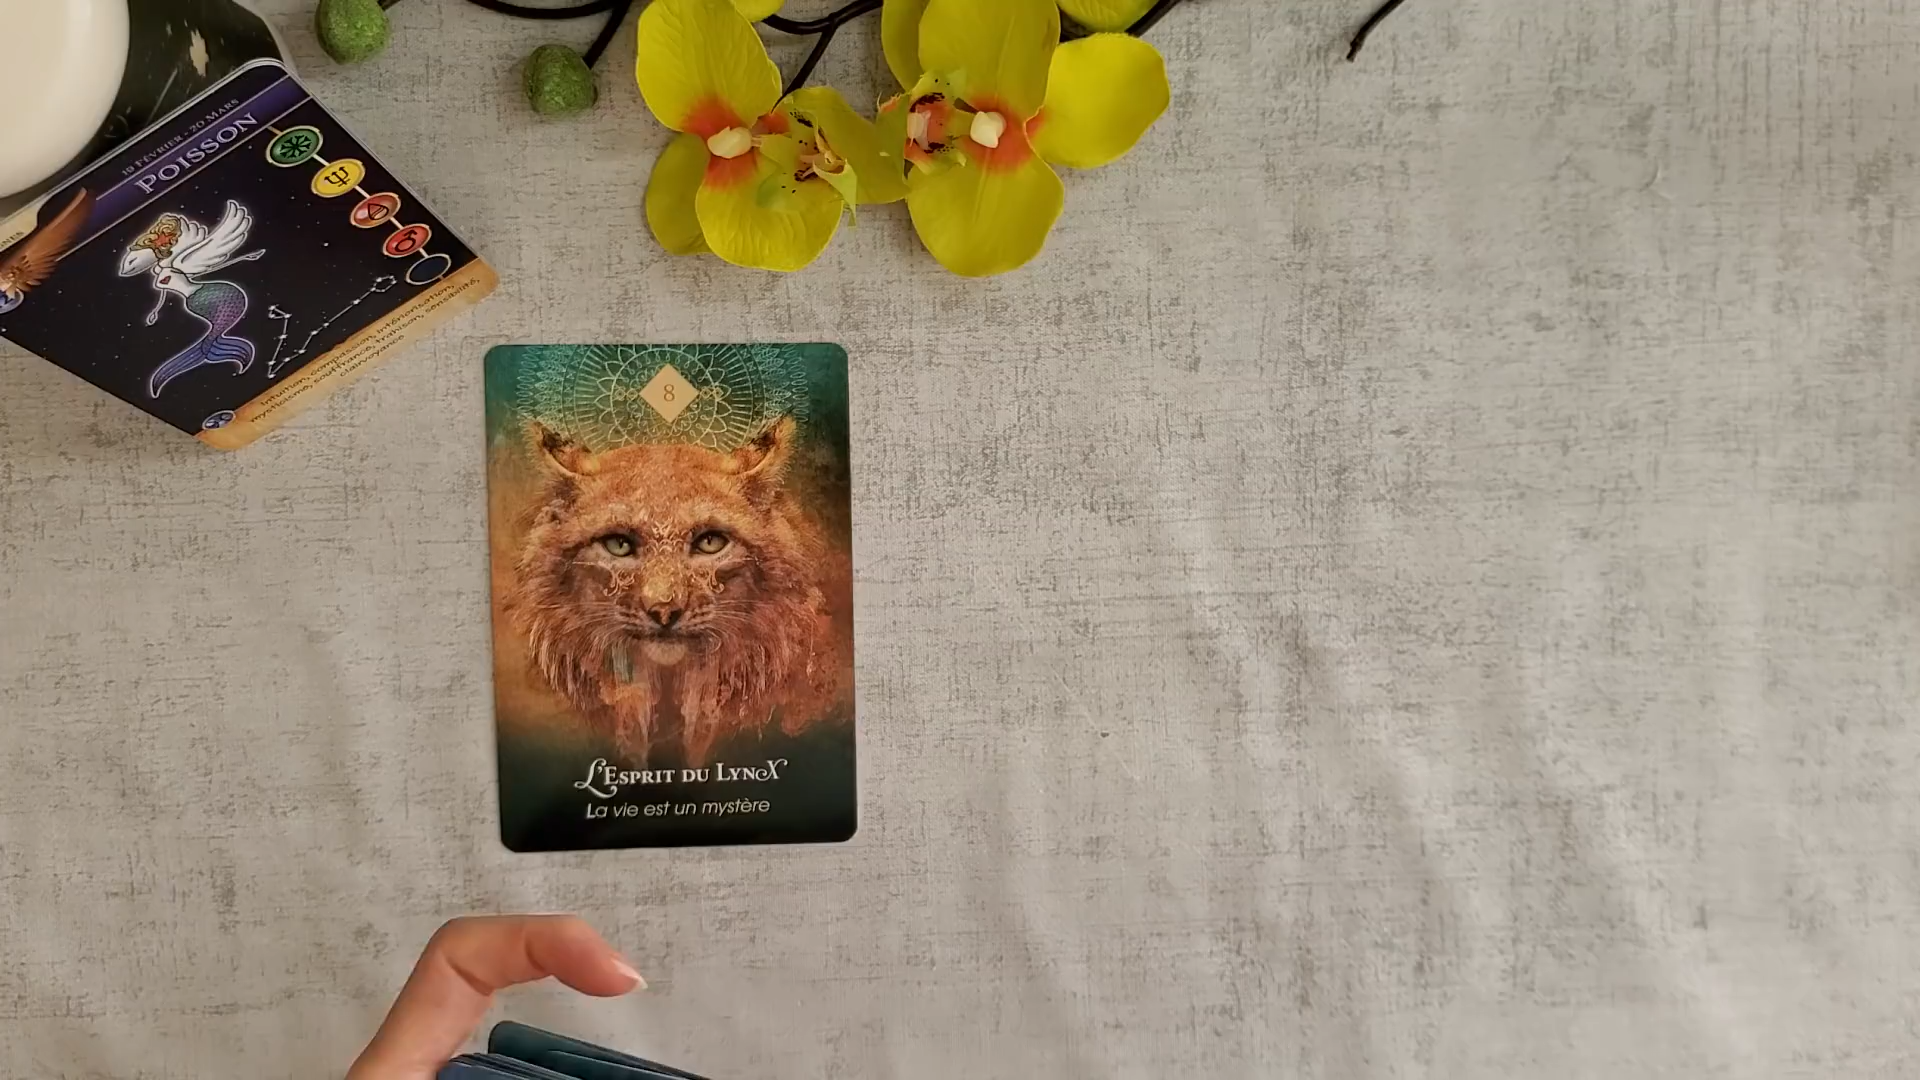 19 FÉVRIER - 20 MARS
POISSON
Intuition, compassion, intériorisation,
mysticisme, souffrance, trahison, sensibilité,
clairvoyance
8
L'ESPRIT DU LYNX
La vie est un mystère